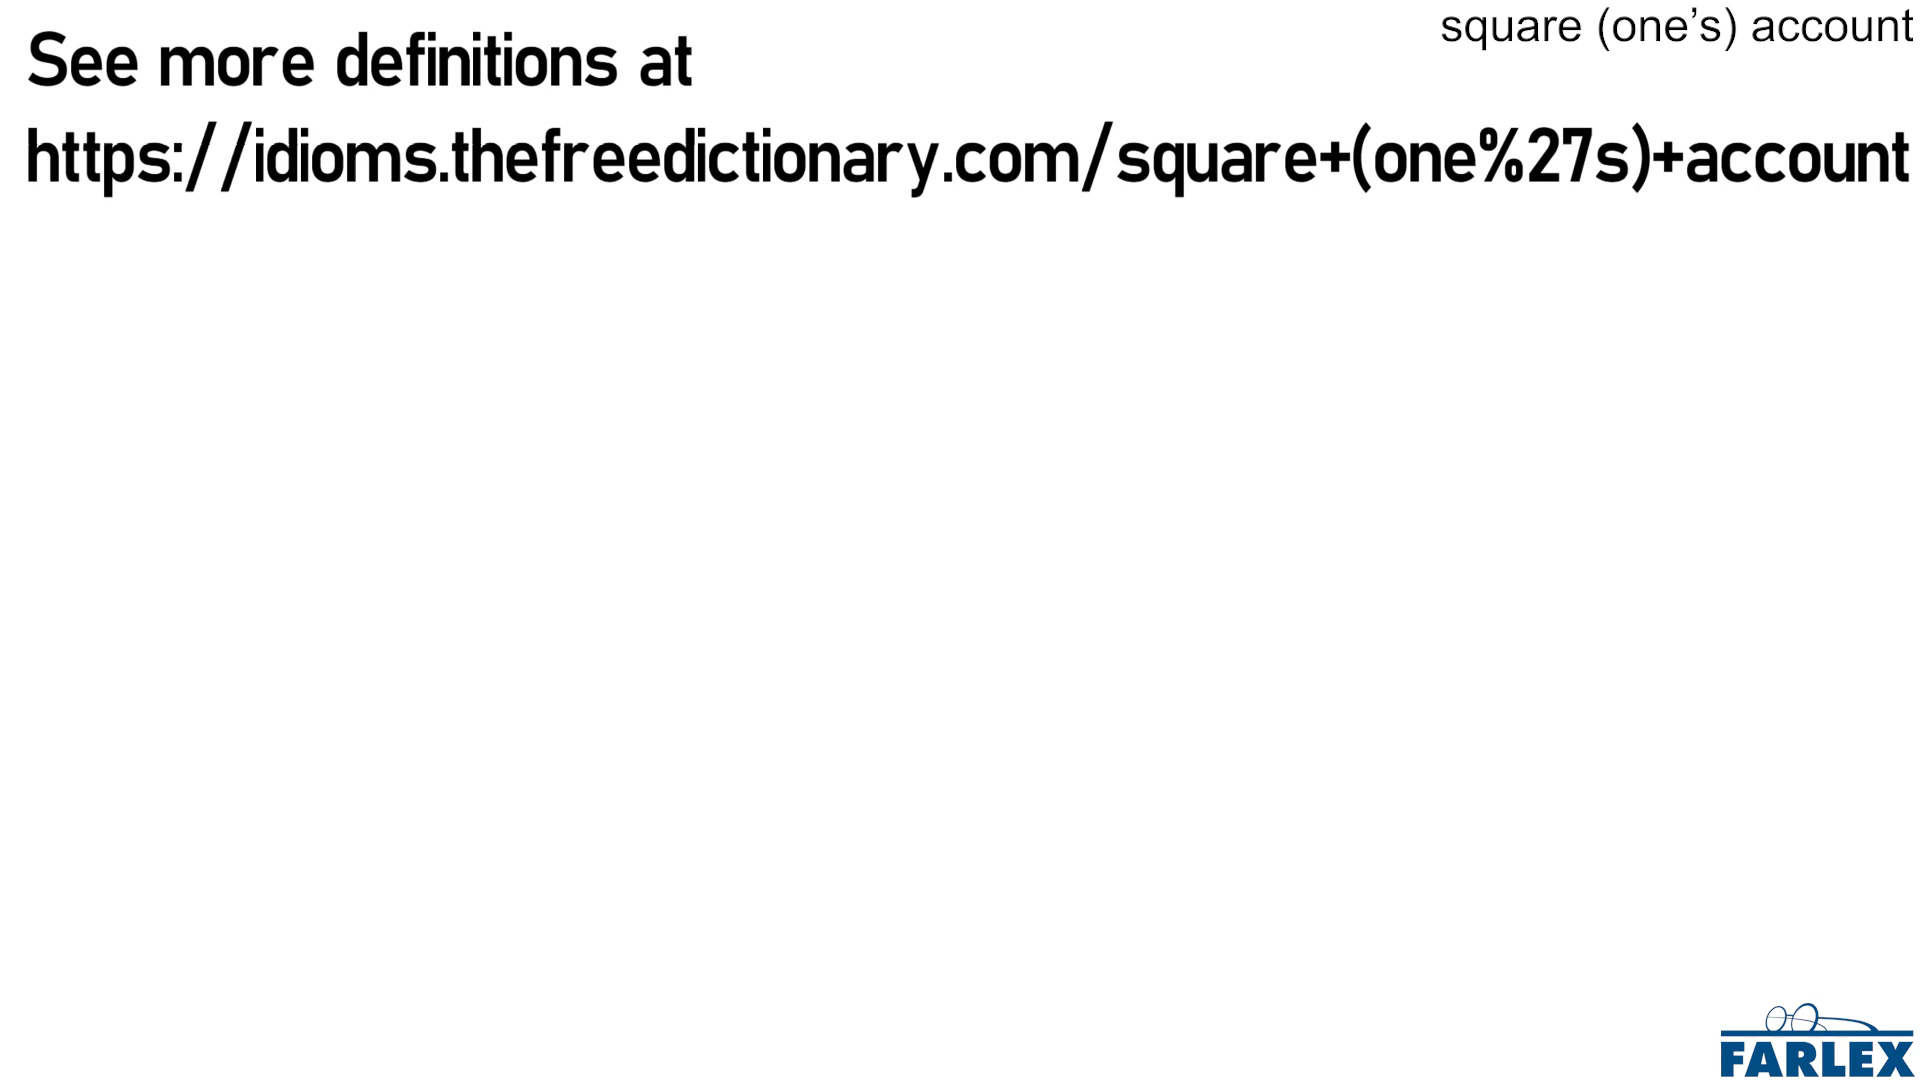 square (one’s) account
See more definitions at
https://idioms.thefreedictionary.com/square+(one%27s)+account
FARLEX